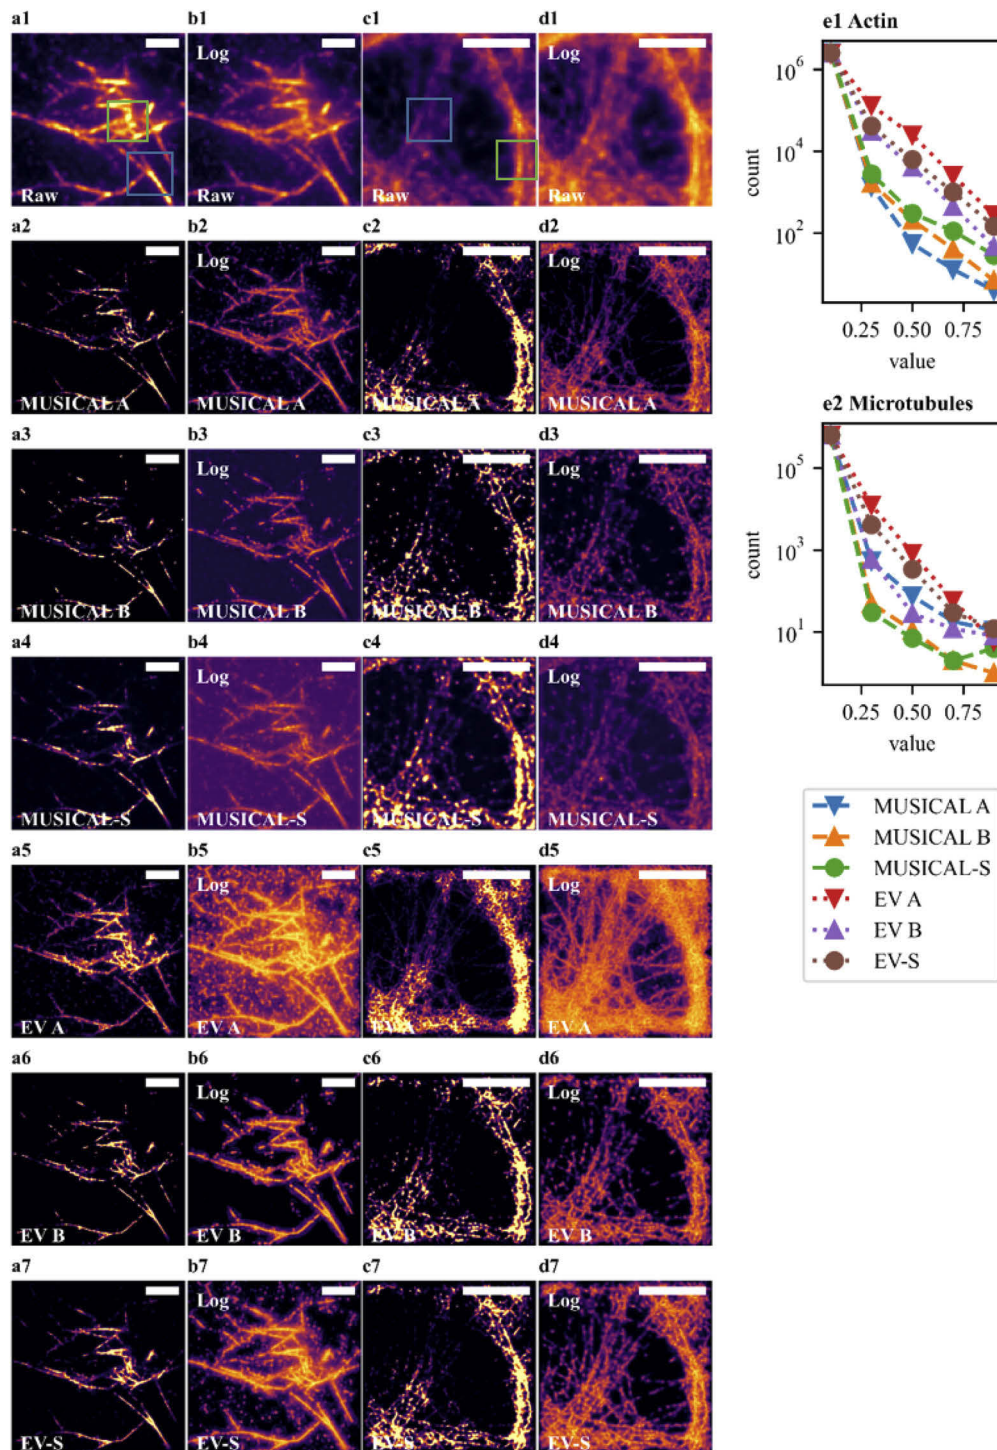 a1 b1 c1 d1
Log Log
Raw Raw Raw Raw
a2 b2 c2 d2
Log Log
MUSICAL A MUSICAL A MUSICAL A MUSICAL A
a3 b3 c3 d3
Log Log
MUSICAL B MUSICAL B MUSICAL B MUSICAL B
a4 b4 c4 d4
Log Log
MUSICAL-S MUSICAL-S MUSICAL-S MUSICAL-S
a5 b5 c5 d5
Log Log
EV A EV A EV A EV A
a6 b6 c6 d6
Log Log
EV B EV B EV B EV B
a7 b7 c7 d7
Log Log
EV-S EV-S EV-S EV-S
e1 Actin
10^6
10^4
10^2
count
0.25 0.50 0.75
value
e2 Microtubules
10^5
10^3
10^1
count
0.25 0.50 0.75
value
MUSICAL A
MUSICAL B
MUSICAL-S
EV A
EV B
EV-S